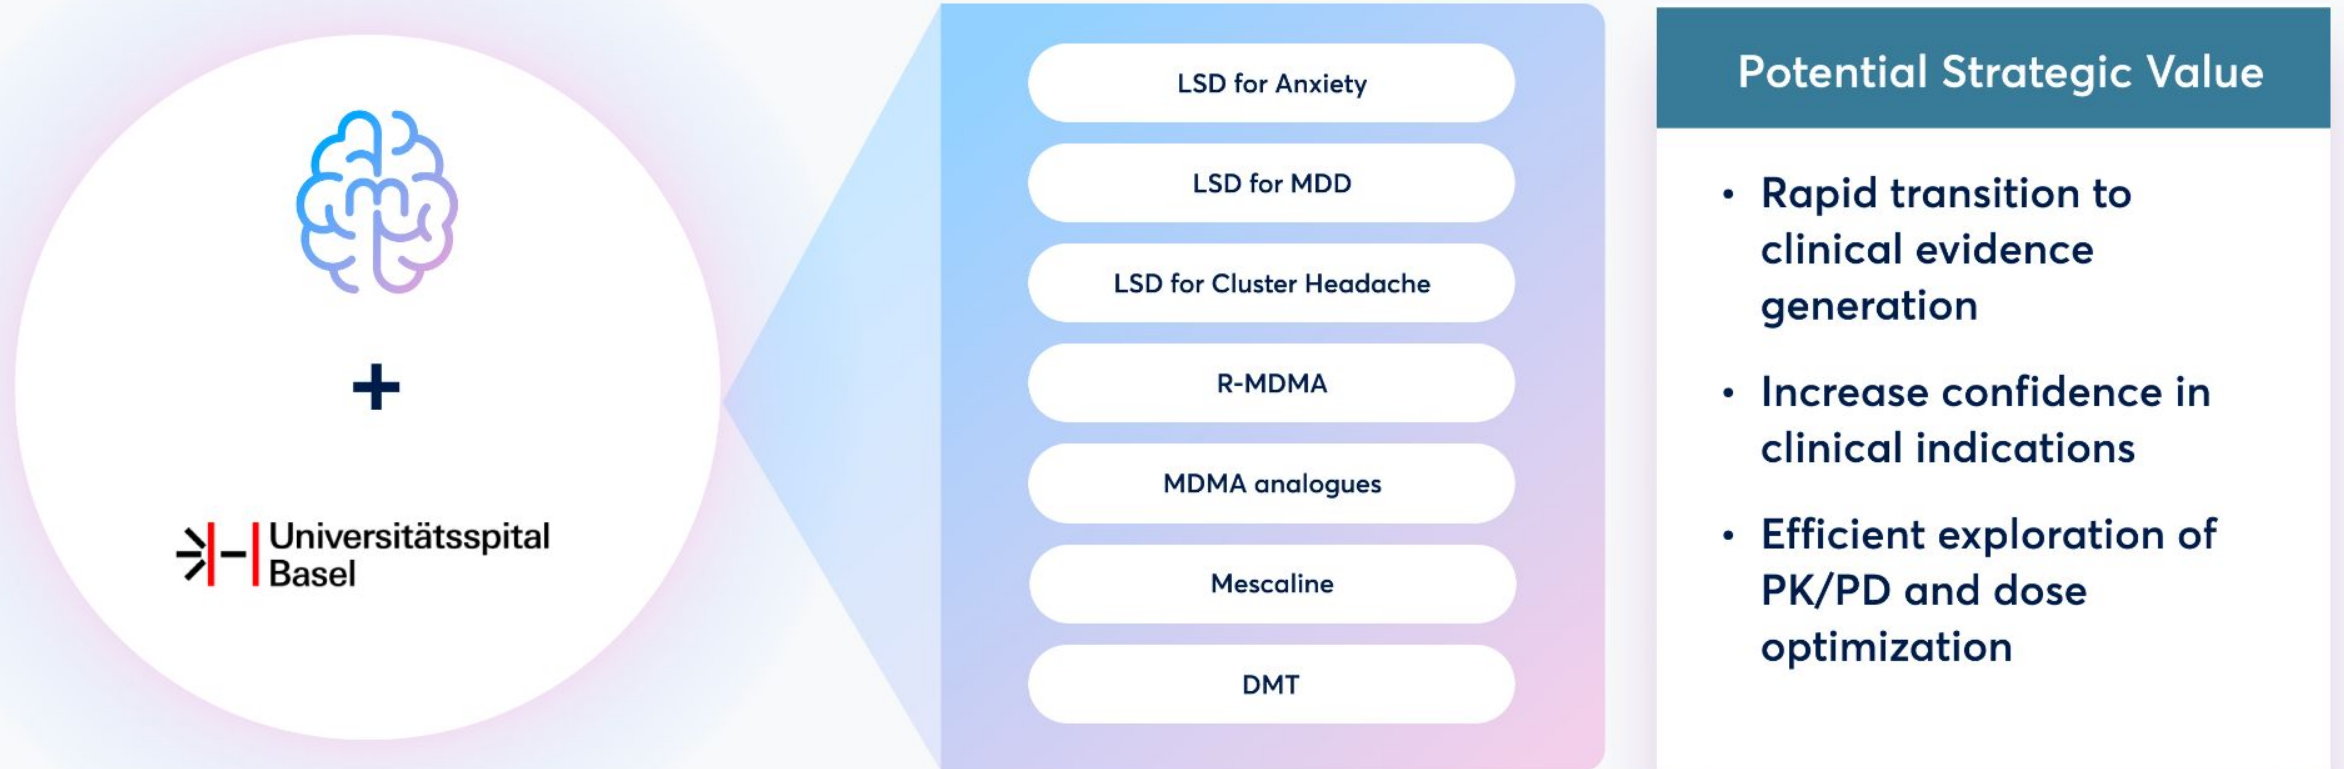 +
Universitätsspital
Basel
LSD for Anxiety
LSD for MDD
LSD for Cluster Headache
R-MDMA
MDMA analogues
Mescaline
DMT
Potential Strategic Value
• Rapid transition to
clinical evidence
generation
• Increase confidence in
clinical indications
• Efficient exploration of
PK/PD and dose
optimization